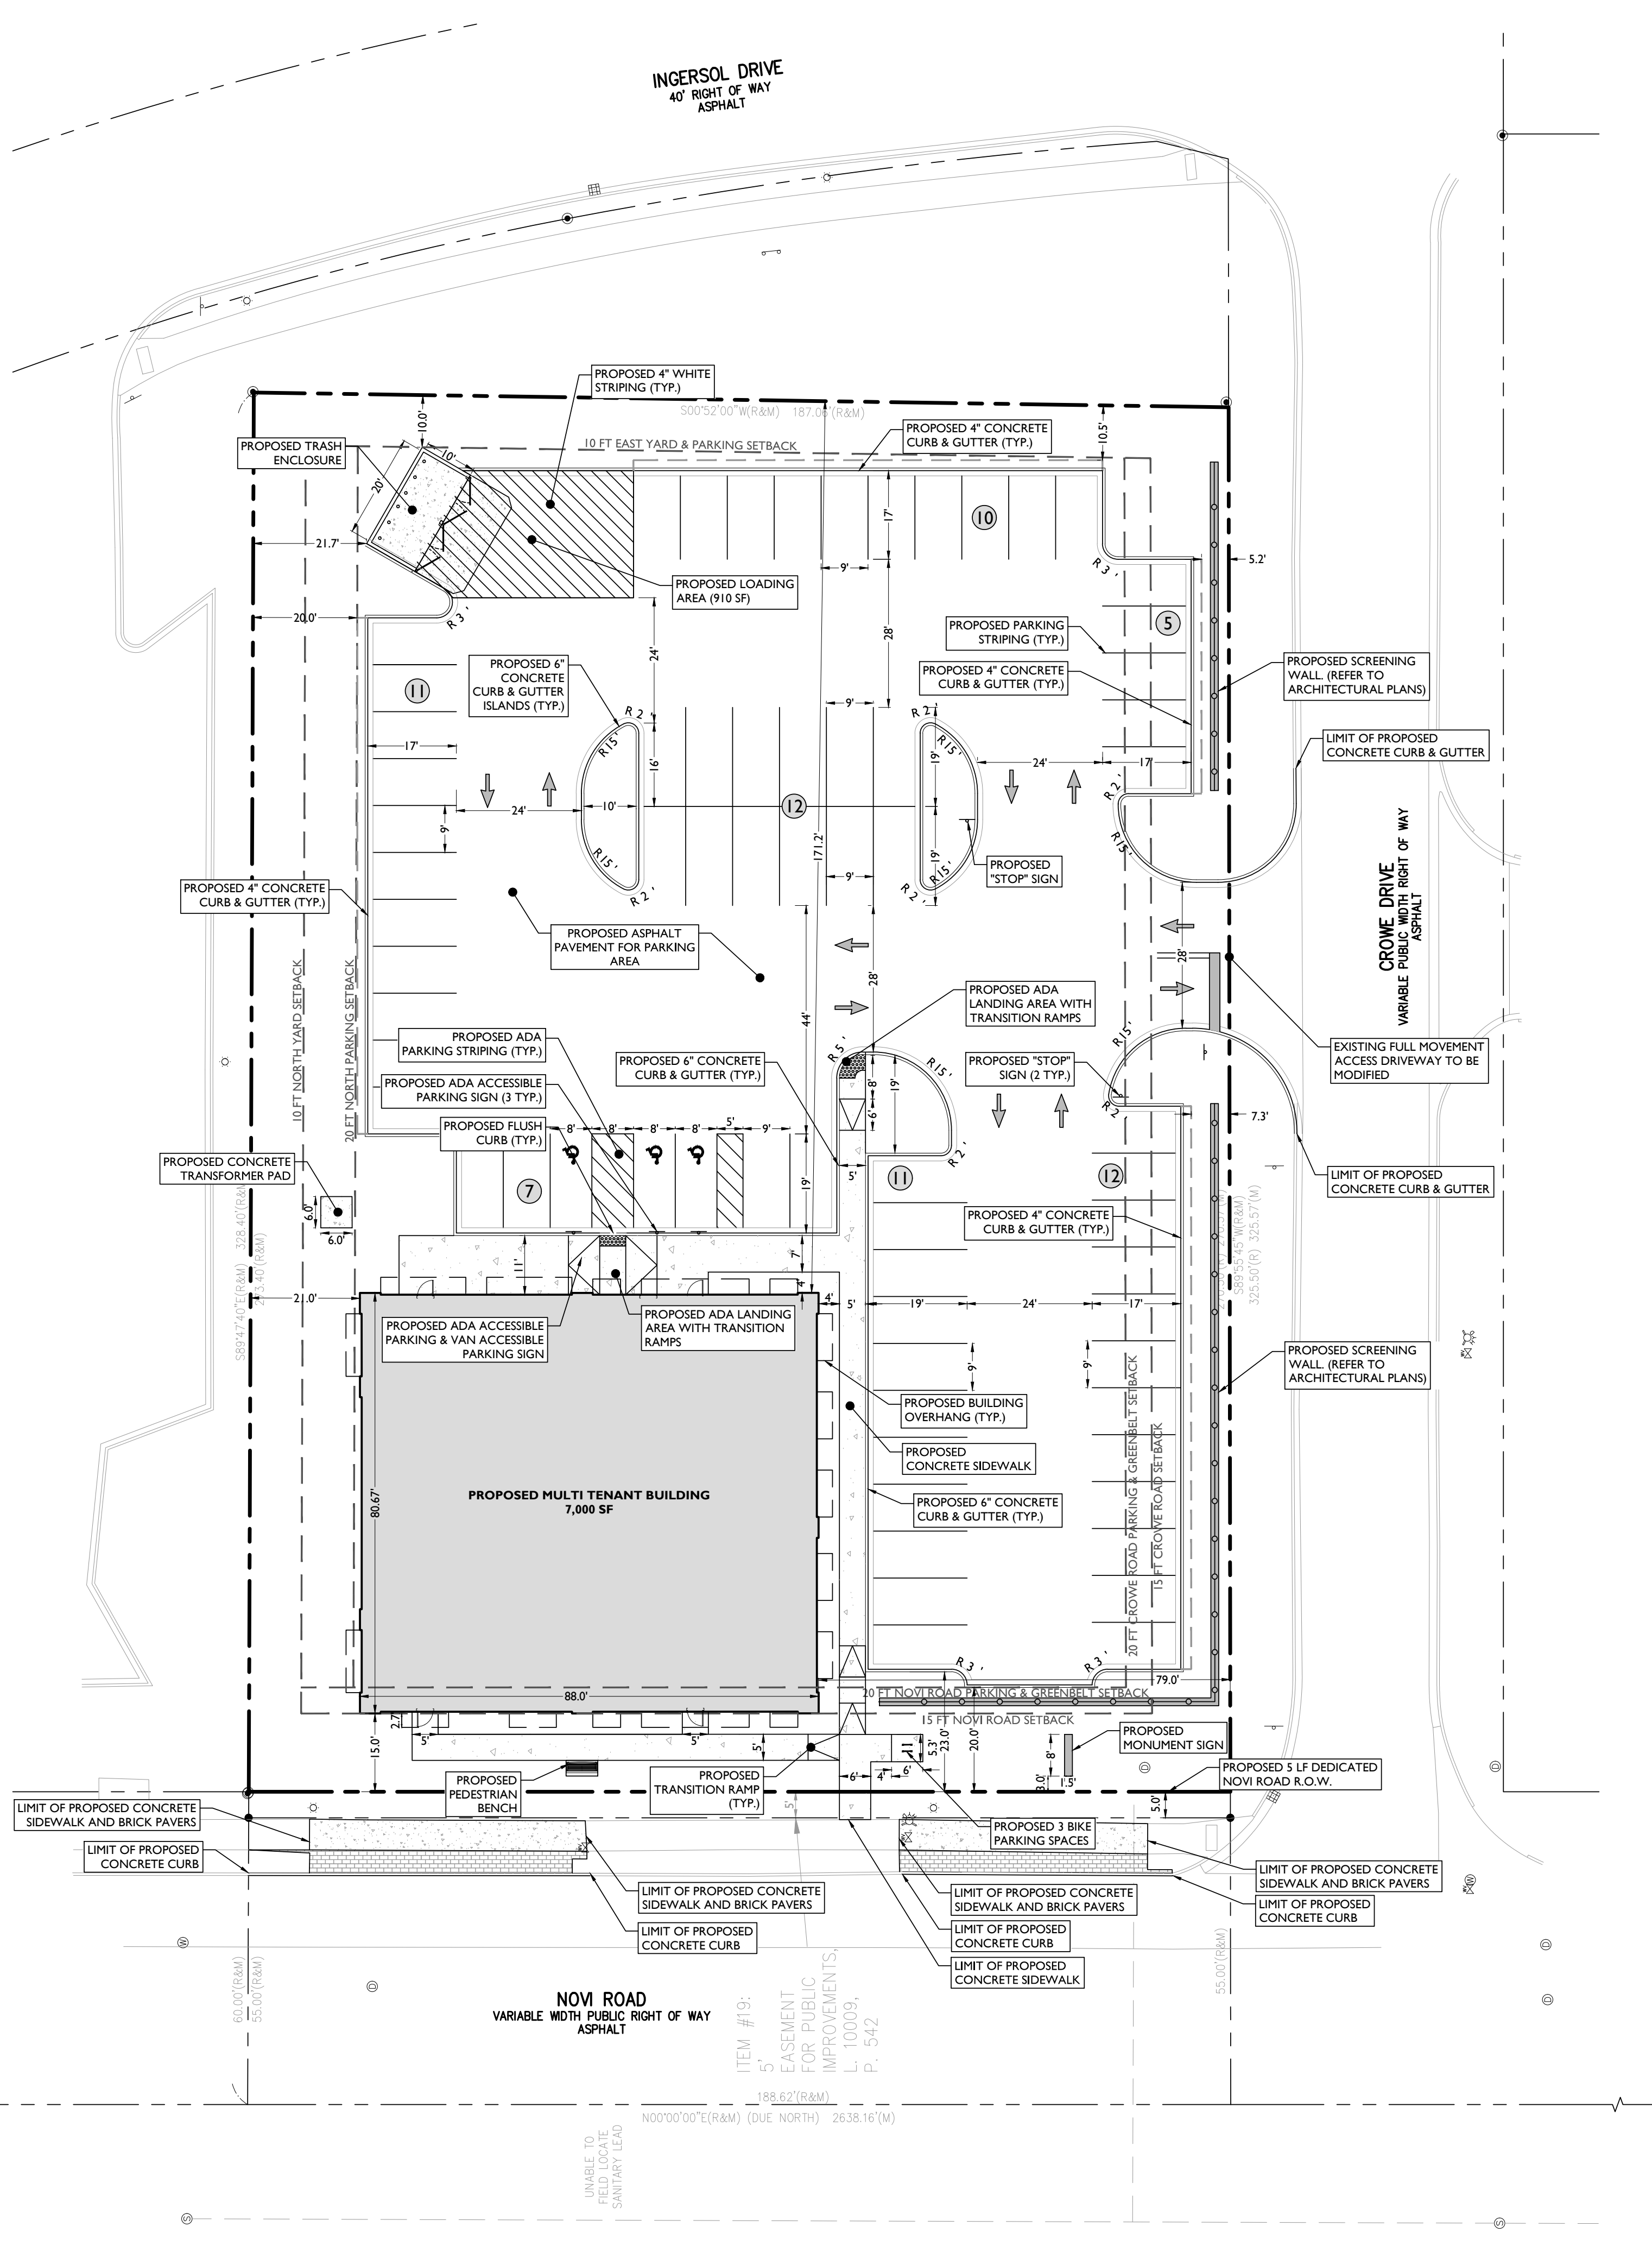 INGERSOL DRIVE
40' RIGHT OF WAY
ASPHALT
PROPOSED 4" WHITE
STRIPING (TYP.)
S00°52'00"W(R&M) 187.06'(R&M)
10.0'
10.5'
PROPOSED 4" CONCRETE
CURB & GUTTER (TYP.)
PROPOSED TRASH
ENCLOSURE
10 FT EAST YARD & PARKING SETBACK
10'
20'
17'
10
21.7'
5.2'
9'
R 3'
PROPOSED LOADING
AREA (910 SF)
20.0'
R 3'
28'
5
PROPOSED PARKING
STRIPING (TYP.)
24'
PROPOSED 6"
CONCRETE
CURB & GUTTER
ISLANDS (TYP.)
PROPOSED 4" CONCRETE
CURB & GUTTER (TYP.)
PROPOSED SCREENING
WALL. (REFER TO
ARCHITECTURAL PLANS)
11
9'
R 2'
R 2'
R15'
R15'
17'
16'
19'
24'
17'
LIMIT OF PROPOSED
CONCRETE CURB & GUTTER
R 2'
24'
10'
12
9'
R15'
171.2'
R15'
19'
R15'
R 2'
R 2'
9'
PROPOSED
"STOP" SIGN
CROWE DRIVE
VARIABLE PUBLIC WIDTH RIGHT OF WAY
ASPHALT
PROPOSED 4" CONCRETE
CURB & GUTTER (TYP.)
PROPOSED ASPHALT
PAVEMENT FOR PARKING
AREA
28'
28'
44'
10 FT NORTH YARD SETBACK
20 FT NORTH PARKING SETBACK
PROPOSED ADA
LANDING AREA WITH
TRANSITION RAMPS
PROPOSED ADA
PARKING STRIPING (TYP.)
PROPOSED 6" CONCRETE
CURB & GUTTER (TYP.)
R 5'
R15'
PROPOSED "STOP"
SIGN (2 TYP.)
R15'
EXISTING FULL MOVEMENT
ACCESS DRIVEWAY TO BE
MODIFIED
PROPOSED ADA ACCESSIBLE
PARKING SIGN (3 TYP.)
8'
6'
19'
R 2'
7.3'
PROPOSED FLUSH
CURB (TYP.)
8'
8'
8'
8'
5'
9'
R 2'
PROPOSED CONCRETE
TRANSFORMER PAD
7
19'
5'
11
12
LIMIT OF PROPOSED
CONCRETE CURB & GUTTER
6.0'
6.0'
PROPOSED 4" CONCRETE
CURB & GUTTER (TYP.)
S89°47'40"E(R&M) 328.40'(R&M)
S89°55'45"W(R&M)
325.50'(R) 325.57'(M)
11'
7'
4'
21.0'
4'
5'
19'
24'
17'
PROPOSED ADA ACCESSIBLE
PARKING & VAN ACCESSIBLE
PARKING SIGN
PROPOSED ADA LANDING
AREA WITH TRANSITION
RAMPS
9'
9'
PROPOSED SCREENING
WALL. (REFER TO
ARCHITECTURAL PLANS)
PROPOSED BUILDING
OVERHANG (TYP.)
PROPOSED
CONCRETE SIDEWALK
20 FT CROWE ROAD PARKING & GREENBELT SETBACK
15 FT CROWE ROAD SETBACK
80.67'
PROPOSED MULTI TENANT BUILDING
7,000 SF
PROPOSED 6" CONCRETE
CURB & GUTTER (TYP.)
R 3'
R 3'
79.0'
88.0'
20 FT NOVI ROAD PARKING & GREENBELT SETBACK
15 FT NOVI ROAD SETBACK
2.7'
15.0'
5'
5'
5'
5.3'
23.0'
20.0'
8'
3.0'
1.5'
PROPOSED
MONUMENT SIGN
PROPOSED
PEDESTRIAN
BENCH
PROPOSED
TRANSITION RAMP
(TYP.)
6'
4'
6'
PROPOSED 5 LF DEDICATED
NOVI ROAD R.O.W.
5'
5.0'
LIMIT OF PROPOSED CONCRETE
SIDEWALK AND BRICK PAVERS
PROPOSED 3 BIKE
PARKING SPACES
LIMIT OF PROPOSED
CONCRETE CURB
LIMIT OF PROPOSED CONCRETE
SIDEWALK AND BRICK PAVERS
LIMIT OF PROPOSED CONCRETE
SIDEWALK AND BRICK PAVERS
LIMIT OF PROPOSED CONCRETE
SIDEWALK AND BRICK PAVERS
LIMIT OF PROPOSED
CONCRETE CURB
LIMIT OF PROPOSED
CONCRETE CURB
LIMIT OF PROPOSED
CONCRETE CURB
LIMIT OF PROPOSED
CONCRETE SIDEWALK
60.00'(R&M)
55.00'(R&M)
55.00'(R&M)
NOVI ROAD
VARIABLE WIDTH PUBLIC RIGHT OF WAY
ASPHALT
ITEM #19:
5'
EASEMENT
FOR PUBLIC
IMPROVEMENTS,
L. 10009,
P. 542
188.62'(R&M)
N00°00'00"E(R&M) (DUE NORTH) 2638.16'(M)
UNABLE TO
FIELD LOCATE
SANITARY LEAD